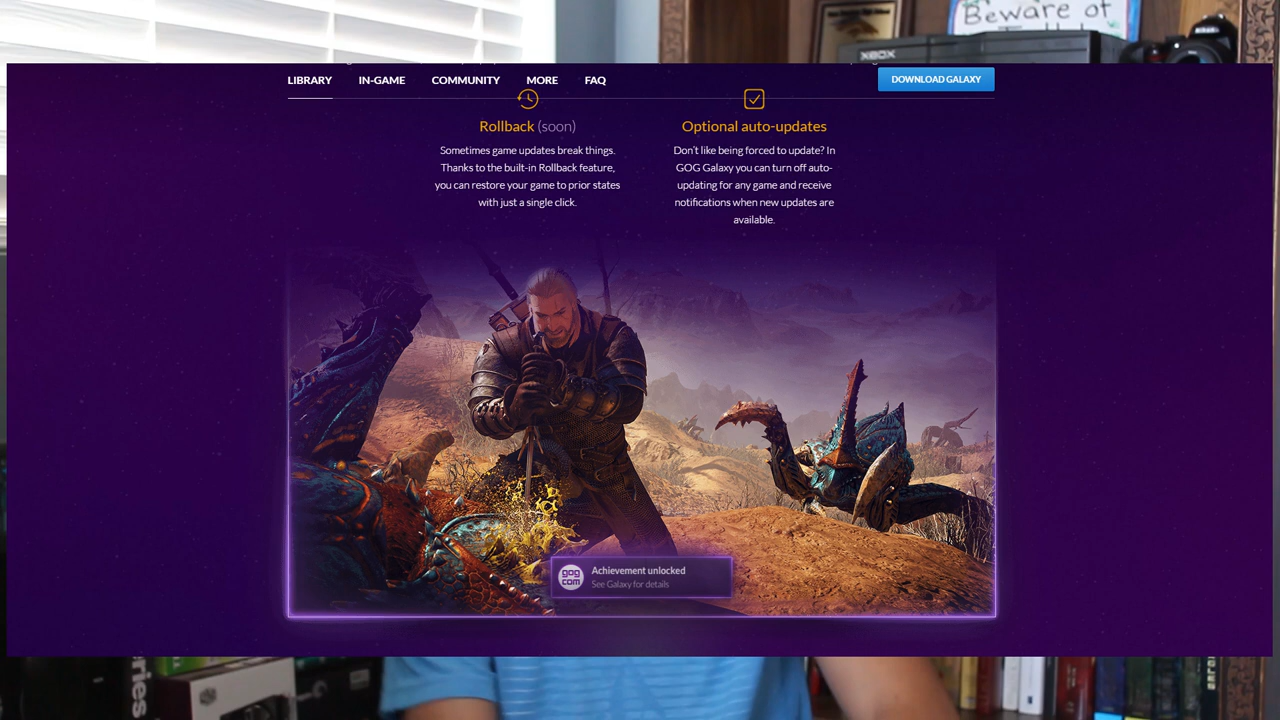 Beware of
XBOX
LIBRARY IN-GAME COMMUNITY MORE FAQ DOWNLOAD GALAXY
Rollback (soon)
Sometimes game updates break things.
Thanks to the built-in Rollback feature,
you can restore your game to prior states
with just a single click.
Optional auto-updates
Don't like being forced to update? In
GOG Galaxy you can turn off auto-
updating for any game and receive
notifications when new updates are
available.
gog
com
Achievement unlocked
See Galaxy for details
ries